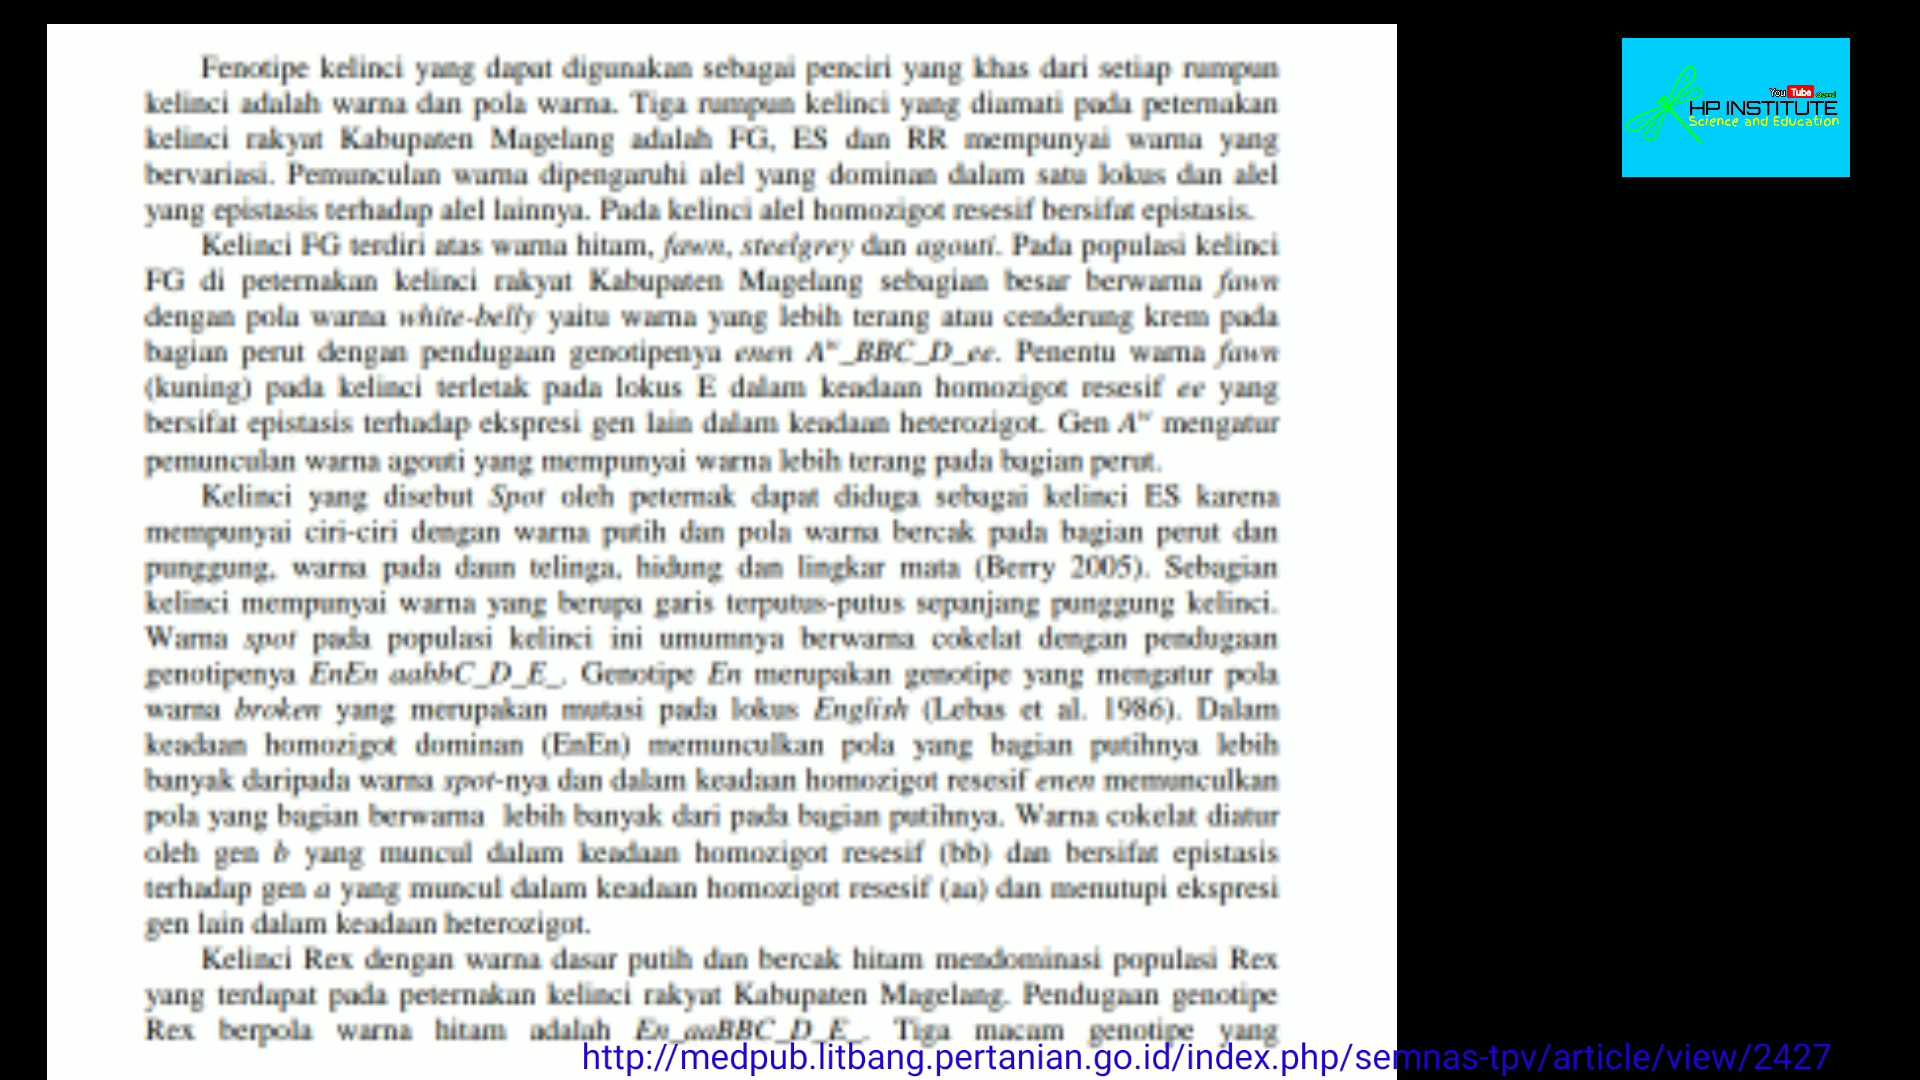 Fenotipe kelinci yang dapat digunakan sebagai penciri yang khas dari setiap rumpun
kelinci adalah warna dan pola warna. Tiga rumpun kelinci yang diamati pada peternakan
kelinci rakyat Kabupaten Magelang adalah FG, ES dan RR mempunyai warna yang
bervariasi. Pemunculan warna dipengaruhi alel yang dominan dalam satu lokus dan alel
yang epistasis terhadap alel lainnya. Pada kelinci alel homozigot resesif bersifat epistasis.
Kelinci FG terdiri atas warna hitam, fawn, steelgrey dan agouti. Pada populasi kelinci
FG di peternakan kelinci rakyat Kabupaten Magelang sebagian besar berwarna fawn
dengan pola warna white-belly yaitu warna yang lebih terang atau cenderung krem pada
bagian perut dengan pendugaan genotipenya enen Aʷ_BBC_D_ee. Penentu warna fawn
(kuning) pada kelinci terletak pada lokus E dalam keadaan homozigot resesif ee yang
bersifat epistasis terhadap ekspresi gen lain dalam keadaan heterozigot. Gen Aʷ mengatur
pemunculan warna agouti yang mempunyai warna lebih terang pada bagian perut.
Kelinci yang disebut Spot oleh peternak dapat diduga sebagai kelinci ES karena
mempunyai ciri-ciri dengan warna putih dan pola warna bercak pada bagian perut dan
punggung, warna pada daun telinga, hidung dan lingkar mata (Berry 2005). Sebagian
kelinci mempunyai warna yang berupa garis terputus-putus sepanjang punggung kelinci.
Warna spot pada populasi kelinci ini umumnya berwarna cokelat dengan pendugaan
genotipenya EnEn aabbC_D_E_. Genotipe En merupakan genotipe yang mengatur pola
warna broken yang merupakan mutasi pada lokus English (Lebas et al. 1986). Dalam
keadaan homozigot dominan (EnEn) memunculkan pola yang bagian putihnya lebih
banyak daripada warna spot-nya dan dalam keadaan homozigot resesif enen memunculkan
pola yang bagian berwarna lebih banyak dari pada bagian putihnya. Warna cokelat diatur
oleh gen b yang muncul dalam keadaan homozigot resesif (bb) dan bersifat epistasis
terhadap gen a yang muncul dalam keadaan homozigot resesif (aa) dan menutupi ekspresi
gen lain dalam keadaan heterozigot.
Kelinci Rex dengan warna dasar putih dan bercak hitam mendominasi populasi Rex
yang terdapat pada peternakan kelinci rakyat Kabupaten Magelang. Pendugaan genotipe
Rex berpola warna hitam adalah En_aaBBC_D_E_. Tiga macam genotipe yang
http://medpub.litbang.pertanian.go.id/index.php/semnas-tpv/article/view/2427
You Tube Channel
HP INSTITUTE
Science and Education